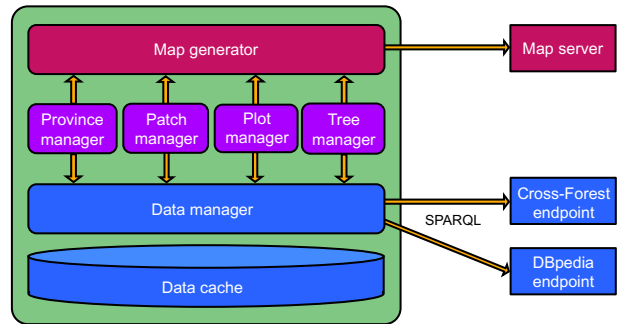 Map generator
Map server
Province
manager
Patch
manager
Plot
manager
Tree
manager
Data manager
Cross-Forest
endpoint
SPARQL
DBpedia
endpoint
Data cache